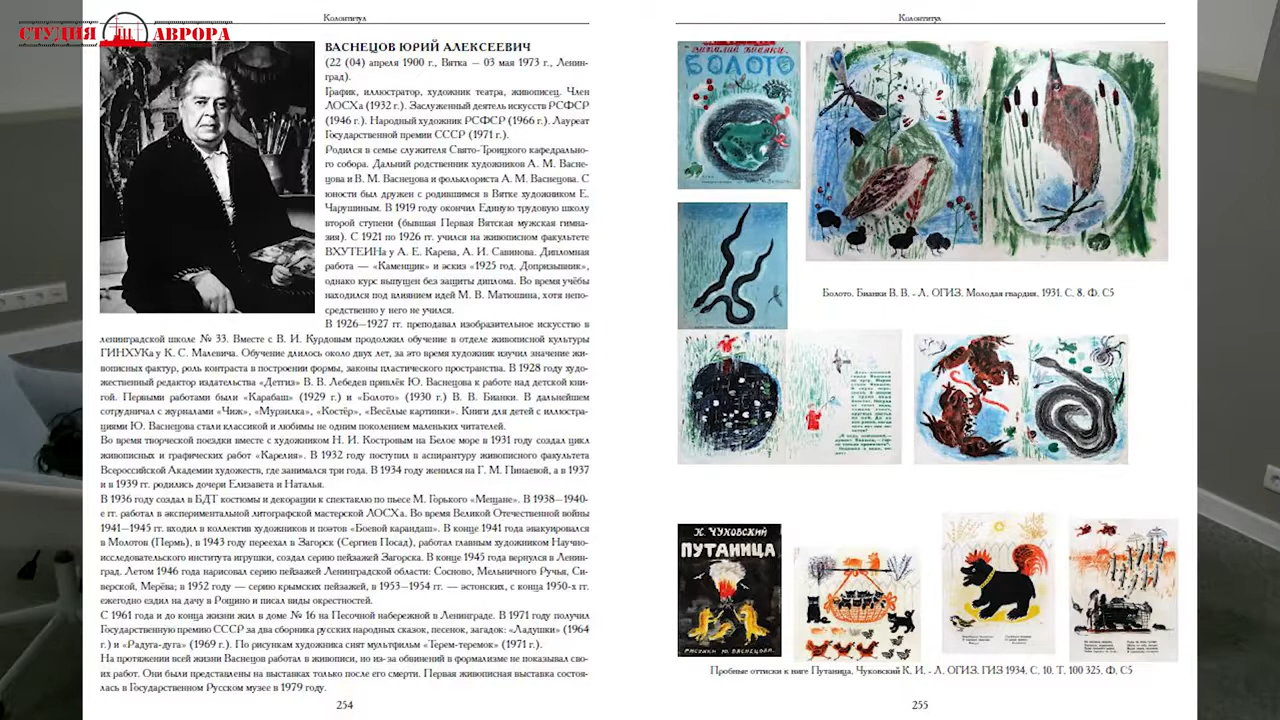 СТУДИЯ АВРОРА
Колонтитул
ВАСНЕЦОВ ЮРИЙ АЛЕКСЕЕВИЧ
(22 (04) апреля 1900 г., Вятка — 03 мая 1973 г., Ленин-
град).
График, иллюстратор, художник театра, живописец. Член
ЛОСХа (1932 г.). Заслуженный деятель искусств РСФСР
(1946 г.). Народный художник РСФСР (1966 г.). Лауреат
Государственной премии СССР (1971 г.).
Родился в семье служителя Свято-Троицкого кафедрально-
го собора. Дальний родственник художников А. М. Васне-
цова и В. М. Васнецова и фольклориста А. М. Васнецова. С
юности был дружен с родившимся в Вятке художником Е.
Чарушиным. В 1919 году окончил Единую трудовую школу
второй ступени (бывшая Первая Вятская мужская гимна-
зия). С 1921 по 1926 гг. учился на живописном факультете
ВХУТЕИНа у А. Е. Карева, А. И. Савинова. Дипломная
работа — «Каменщик» и эскиз «1925 год. Допризывник»,
однако курс выпущен без защиты диплома. Во время учёбы
находился под влиянием идей М. В. Матюшина, хотя непо-
средственно у него не учился.
В 1926—1927 гг. преподавал изобразительное искусство в
ленинградской школе № 33. Вместе с В. И. Курдовым продолжил обучение в отделе живописной культуры
ГИНХУКа у К. С. Малевича. Обучение длилось около двух лет, за это время художник изучил значение жи-
вописных фактур, роль контраста в построении формы, законы пластического пространства. В 1928 году худо-
жественный редактор издательства «Детгиз» В. В. Лебедев привлёк Ю. Васнецова к работе над детской кни-
гой. Первыми работами были «Карабаш» (1929 г.) и «Болото» (1930 г.) В. В. Бианки. В дальнейшем
сотрудничал с журналами «Чиж», «Мурзилка», «Костёр», «Весёлые картинки». Книги для детей с иллюстра-
циями Ю. Васнецова стали классикой и любимы не одним поколением маленьких читателей.
Во время творческой поездки вместе с художником Н. И. Костровым на Белое море в 1931 году создал цикл
живописных и графических работ «Карелия». В 1932 году поступил в аспирантуру живописного факультета
Всероссийской Академии художеств, где занимался три года. В 1934 году женился на Г. М. Пинаевой, а в 1937
и в 1939 гг. родились дочери Елизавета и Наталья.
В 1936 году создал в БДТ костюмы и декорации к спектаклю по пьесе М. Горького «Мещане». В 1938—1940-
е гг. работал в экспериментальной литографской мастерской ЛОСХа. Во время Великой Отечественной войны
1941—1945 гг. входил в коллектив художников и поэтов «Боевой карандаш». В конце 1941 года эвакуировался
в Молотов (Пермь), в 1943 году переехал в Загорск (Сергиев Посад), работал главным художником Научно-
исследовательского института игрушки, создал серию пейзажей Загорска. В конце 1945 года вернулся в Ленин-
град. Летом 1946 года нарисовал серию пейзажей Ленинградской области: Сосново, Мельничного Ручья, Си-
верской, Мерёва; в 1952 году — серию крымских пейзажей, в 1953—1954 гг. — эстонских, с конца 1950-х гг.
ежегодно ездил на дачу в Рощино и писал виды окрестностей.
С 1961 года и до конца жизни жил в доме № 16 на Песочной набережной в Ленинграде. В 1971 году получил
Государственную премию СССР за два сборника русских народных сказок, песенок, загадок: «Ладушки» (1964
г.) и «Радуга-дуга» (1969 г.). По рисункам художника снят мультфильм «Терем-теремок» (1971 г.).
На протяжении всей жизни Васнецов работал в живописи, но из-за обвинений в формализме не показывал сво-
их работ. Они были представлены на выставках только после его смерти. Первая живописная выставка состоя-
лась в Государственном Русском музее в 1979 году.
254
Колонтитул
ВИТАЛИЙ БИАНКИ
БОЛОТО
Болото, Бианки В. В. - Л. ОГИЗ, Молодая гвардия, 1931. С. 8, Ф. С5
К. ЧУКОВСКИЙ
ПУТАНИЦА
РИСУНКИ Ю. ВАСНЕЦОВА
Пробные оттиски к ниге Путаница, Чуковский К. И. - Л. ОГИЗ, ГИЗ 1934. С. 10, Т. 100 325, Ф. С5
255